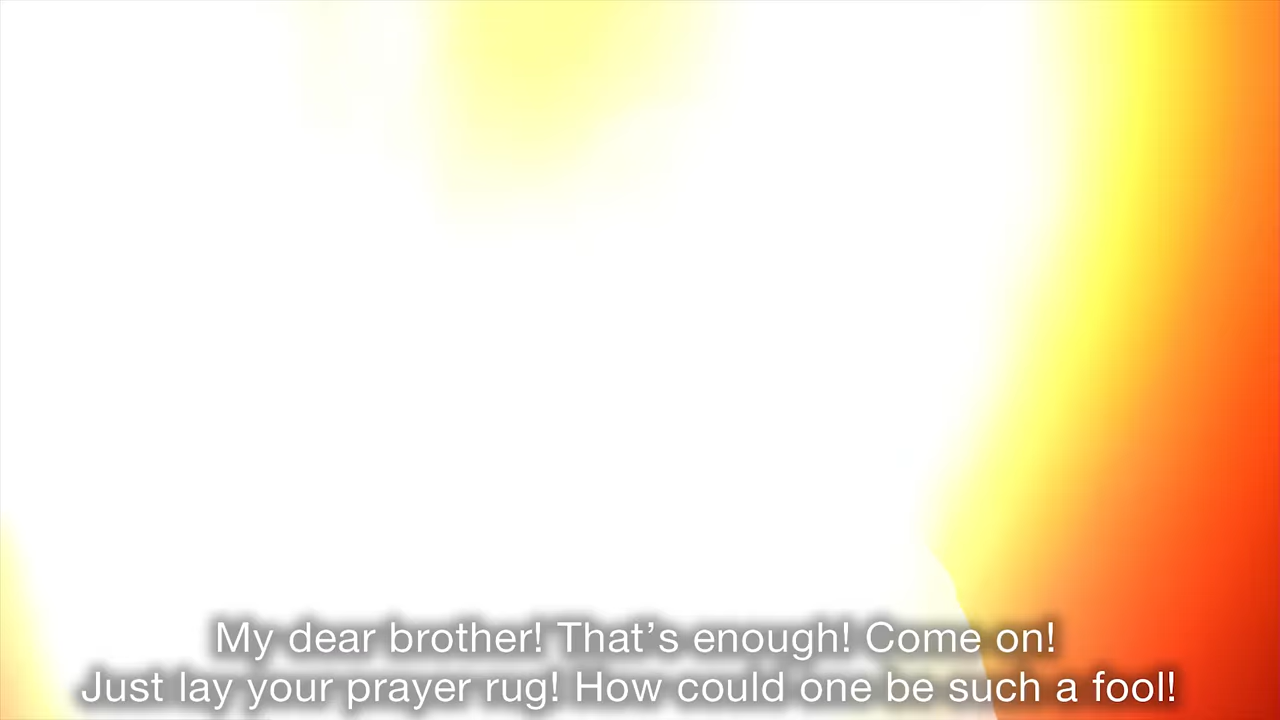 My dear brother! That’s enough! Come on!
Just lay your prayer rug! How could one be such a fool!